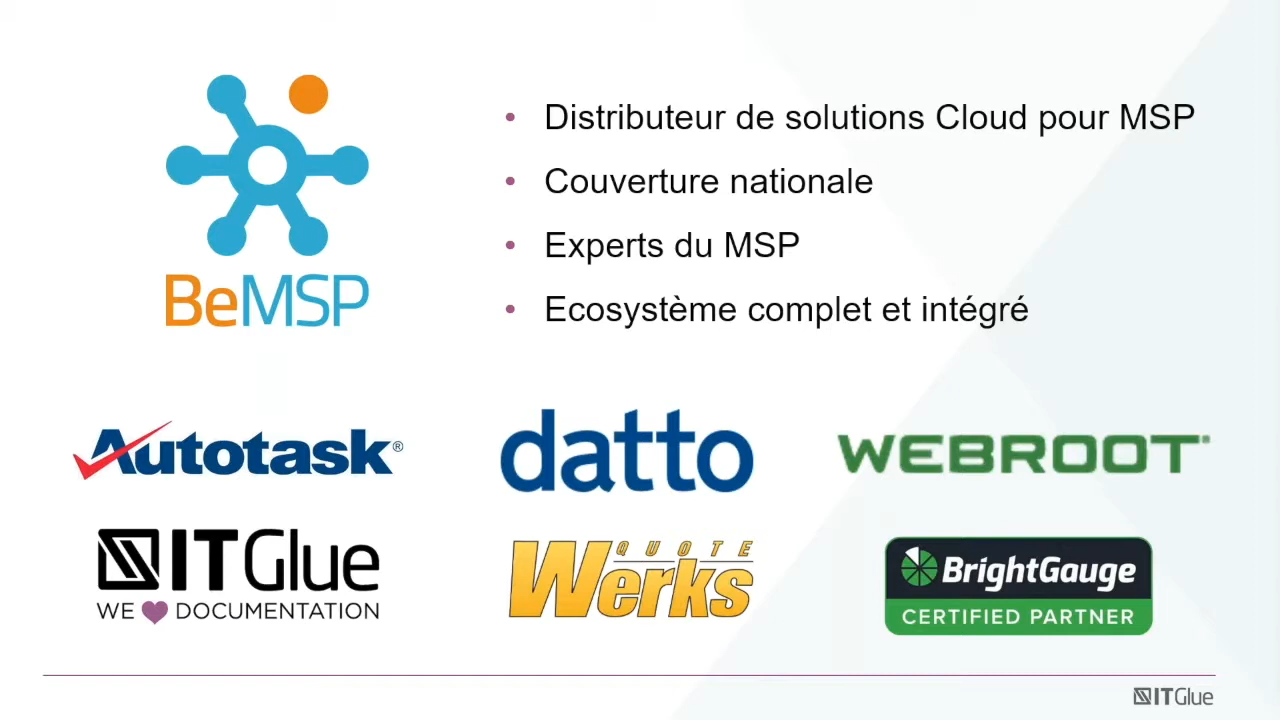 BeMSP
• Distributeur de solutions Cloud pour MSP
• Couverture nationale
• Experts du MSP
• Ecosystème complet et intégré
Autotask®
datto
WEBROOT
ITGlue
WE DOCUMENTATION
QUOTE
Werks
BrightGauge
CERTIFIED PARTNER
ITGlue